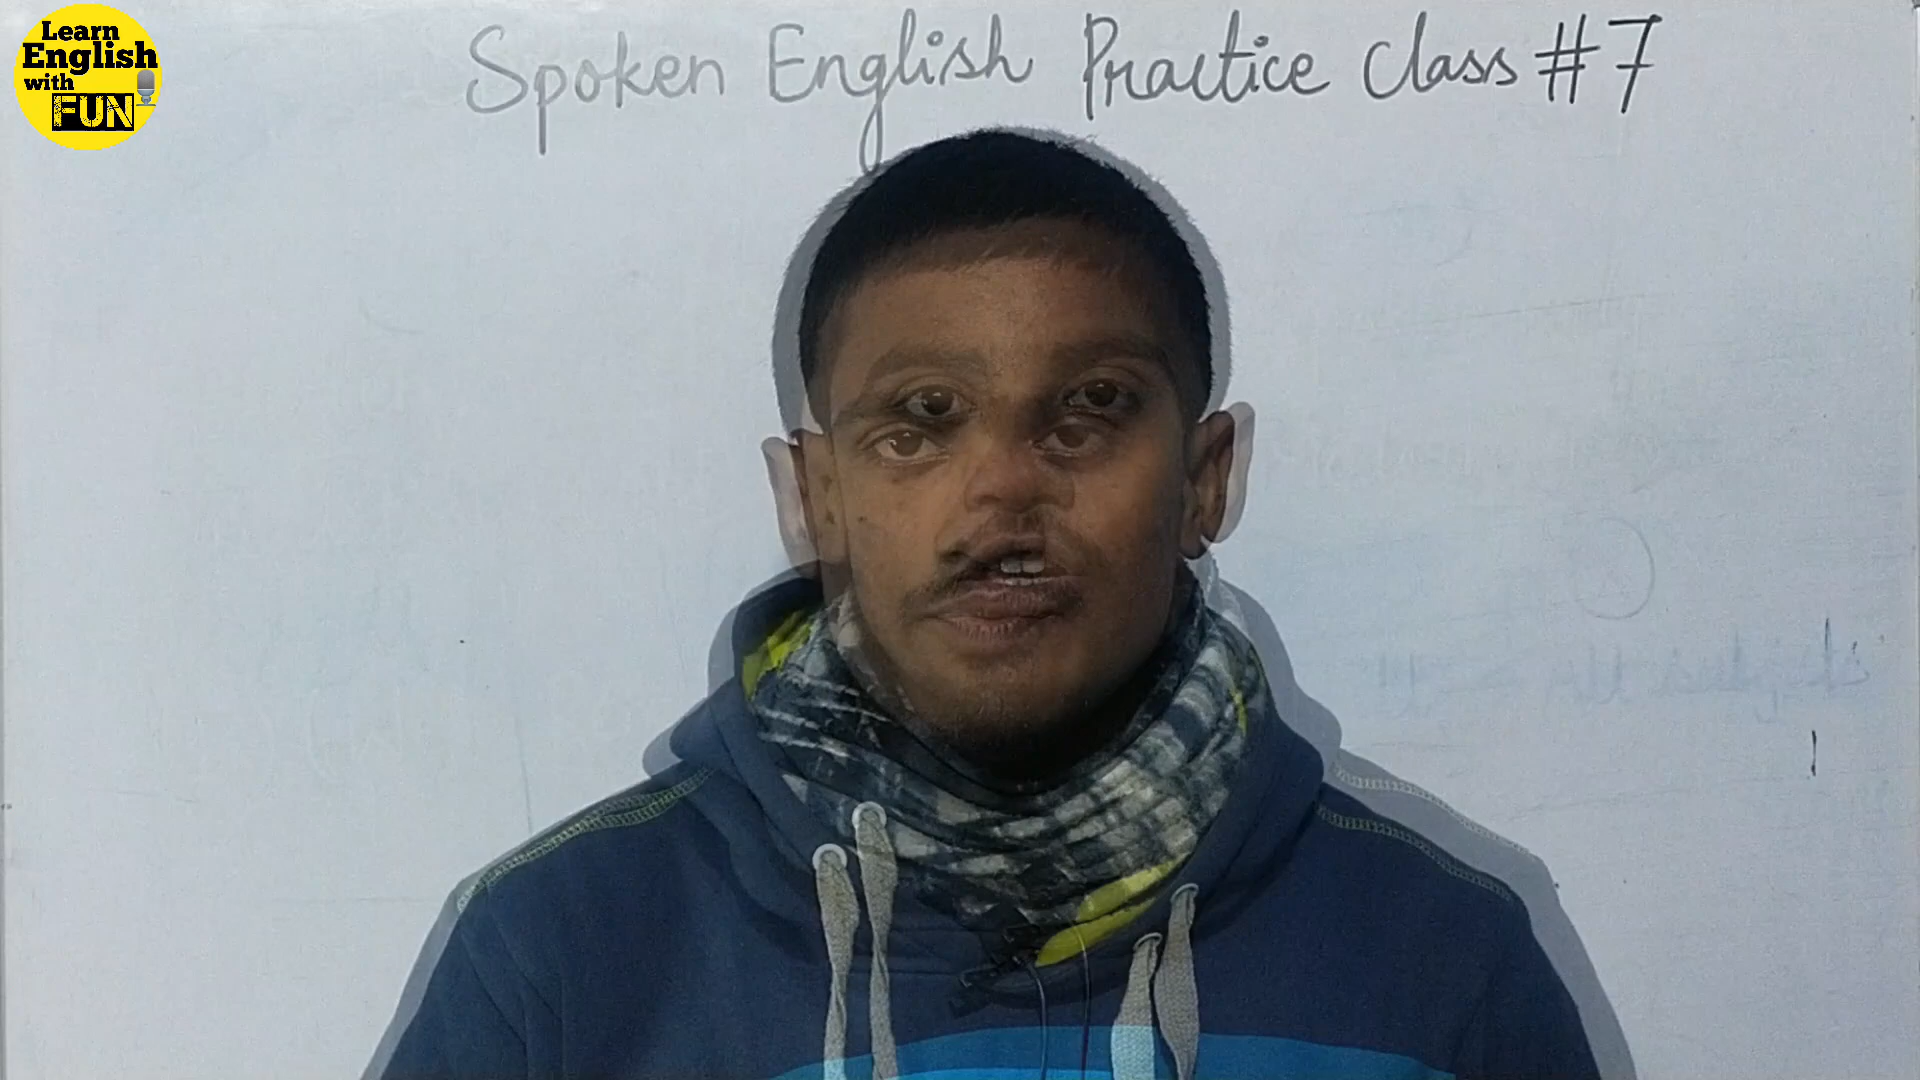 Learn
English
with
FUN
Spoken English Practice Class #7